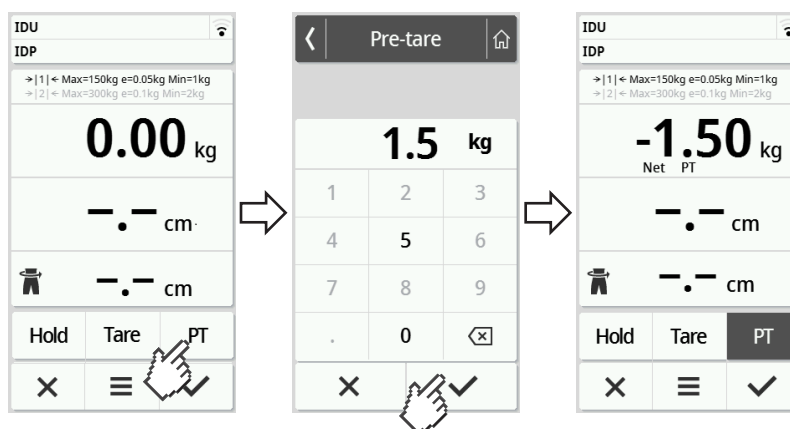 IDU
IDP
→|1|← Max=150kg e=0.05kg Min=1kg
→|2|← Max=300kg e=0.1kg Min=2kg
0.00 kg
-.- cm
-.- cm
Hold Tare PT
Pre-tare
1.5 kg
1 2 3
4 5 6
7 8 9
. 0
IDU
IDP
→|1|← Max=150kg e=0.05kg Min=1kg
→|2|← Max=300kg e=0.1kg Min=2kg
-1.50 kg
Net PT
-.- cm
-.- cm
Hold Tare PT